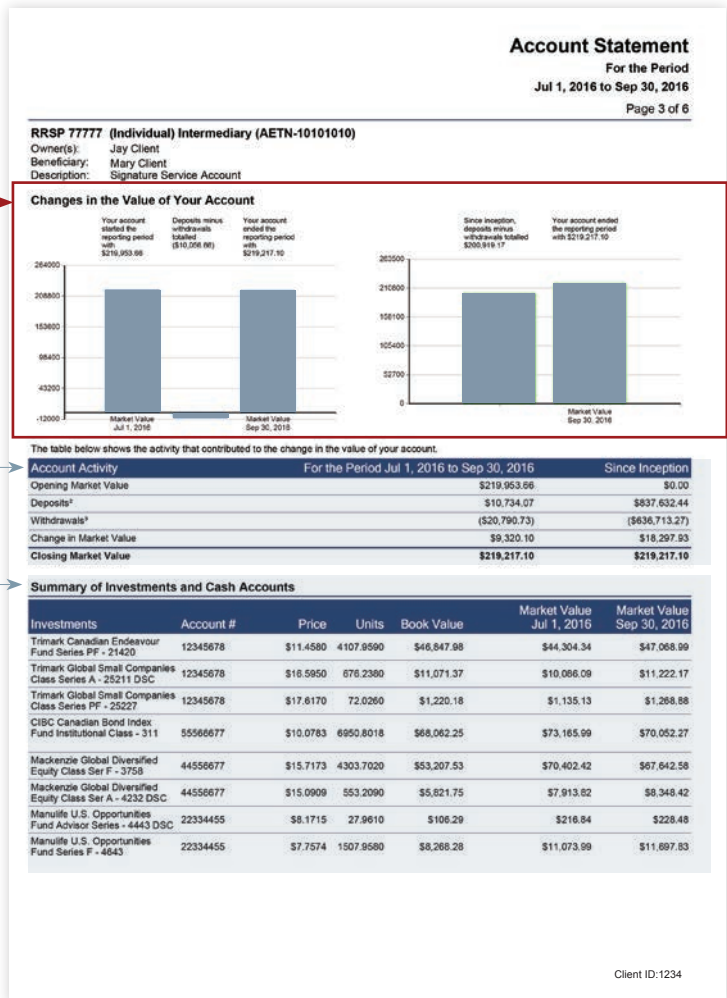 Account Statement
For the Period
Jul 1, 2016 to Sep 30, 2016
Page 3 of 6
RRSP 77777 (Individual) Intermediary (AETN-10101010)
Owner(s): Jay Client
Beneficiary: Mary Client
Description: Signature Service Account
Changes in the Value of Your Account
Your account started the reporting period with $219,953.66
Deposits minus withdrawals totalled ($10,056.66)
Your account ended the reporting period with $219,217.10
264000
208800
153600
98400
43200
-12000
Market Value Jul 1, 2016
Market Value Sep 30, 2016
Since inception, deposits minus withdrawals totalled $200,919.17
Your account ended the reporting period with $219,217.10
263500
210800
158100
105400
52700
0
Market Value Sep 30, 2016
The table below shows the activity that contributed to the change in the value of your account.
Account Activity For the Period Jul 1, 2016 to Sep 30, 2016 Since Inception
Opening Market Value $219,953.66 $0.00
Deposits² $10,734.07 $837,632.44
Withdrawals³ ($20,790.73) ($636,713.27)
Change in Market Value $9,320.10 $18,297.93
Closing Market Value $219,217.10 $219,217.10
Summary of Investments and Cash Accounts
Investments Account # Price Units Book Value Market Value Jul 1, 2016 Market Value Sep 30, 2016
Trimark Canadian Endeavour
Fund Series PF - 21420 12345678 $11.4580 4107.9590 $46,847.98 $44,304.34 $47,068.99
Trimark Global Small Companies
Class Series A - 25211 DSC 12345678 $16.5950 676.2380 $11,071.37 $10,086.09 $11,222.17
Trimark Global Small Companies
Class Series PF - 25227 12345678 $17.6170 72.0260 $1,220.18 $1,135.13 $1,268.88
CIBC Canadian Bond Index
Fund Institutional Class - 311 55566677 $10.0783 6950.8018 $68,062.25 $73,165.99 $70,052.27
Mackenzie Global Diversified
Equity Class Ser F - 3758 44556677 $15.7173 4303.7020 $53,207.53 $70,402.42 $67,642.58
Mackenzie Global Diversified
Equity Class Ser A - 4232 DSC 44556677 $15.0909 553.2090 $5,821.75 $7,913.82 $8,348.42
Manulife U.S. Opportunities
Fund Advisor Series - 4443 DSC 22334455 $8.1715 27.9610 $106.29 $216.84 $228.48
Manulife U.S. Opportunities
Fund Series F - 4643 22334455 $7.7574 1507.9580 $8,268.28 $11,073.99 $11,697.83
Client ID:1234